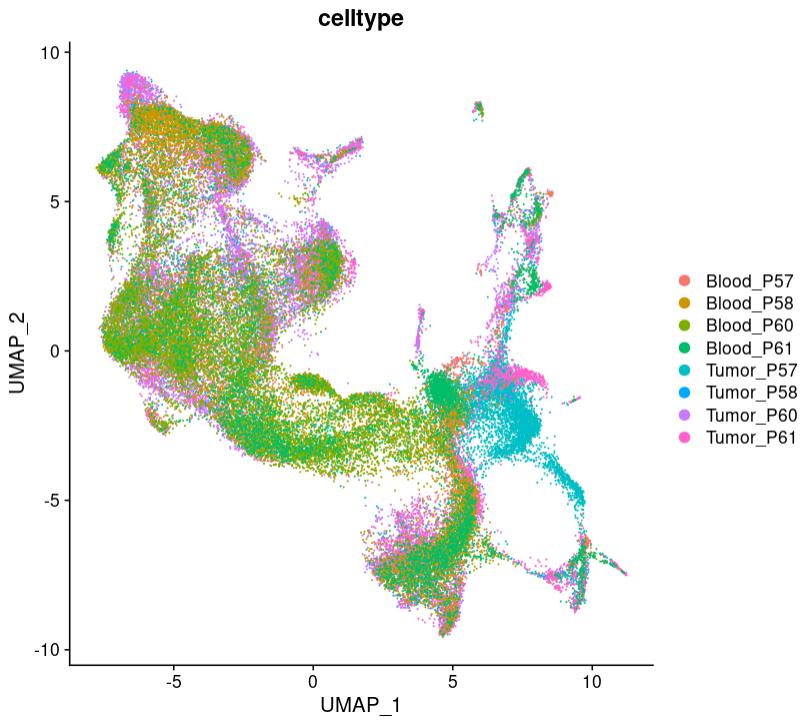 celltype
10
5
0
-5
-10
UMAP_2
-5
0
5
10
UMAP_1
Blood_P57
Blood_P58
Blood_P60
Blood_P61
Tumor_P57
Tumor_P58
Tumor_P60
Tumor_P61